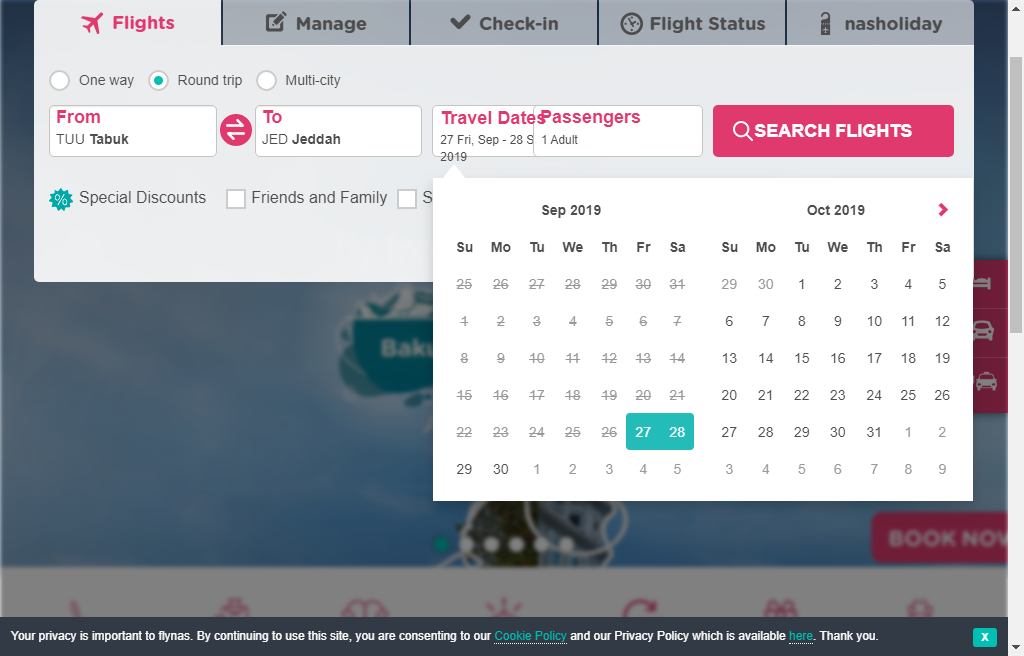 Flights
Manage
Check-in
Flight Status
nasholiday
One way
Round trip
Multi-city
From
TUU Tabuk
To
JED Jeddah
Travel Dates
27 Fri, Sep - 28 S
2019
Passengers
1 Adult
SEARCH FLIGHTS
% Special Discounts
Friends and Family
S
Sep 2019
Su Mo Tu We Th Fr Sa
25 26 27 28 29 30 31
1 2 3 4 5 6 7
8 9 10 11 12 13 14
15 16 17 18 19 20 21
22 23 24 25 26 27 28
29 30 1 2 3 4 5
Oct 2019
Su Mo Tu We Th Fr Sa
29 30 1 2 3 4 5
6 7 8 9 10 11 12
13 14 15 16 17 18 19
20 21 22 23 24 25 26
27 28 29 30 31 1 2
3 4 5 6 7 8 9
Baku
BOOK NOW
Your privacy is important to flynas. By continuing to use this site, you are consenting to our Cookie Policy and our Privacy Policy which is available here. Thank you.
X